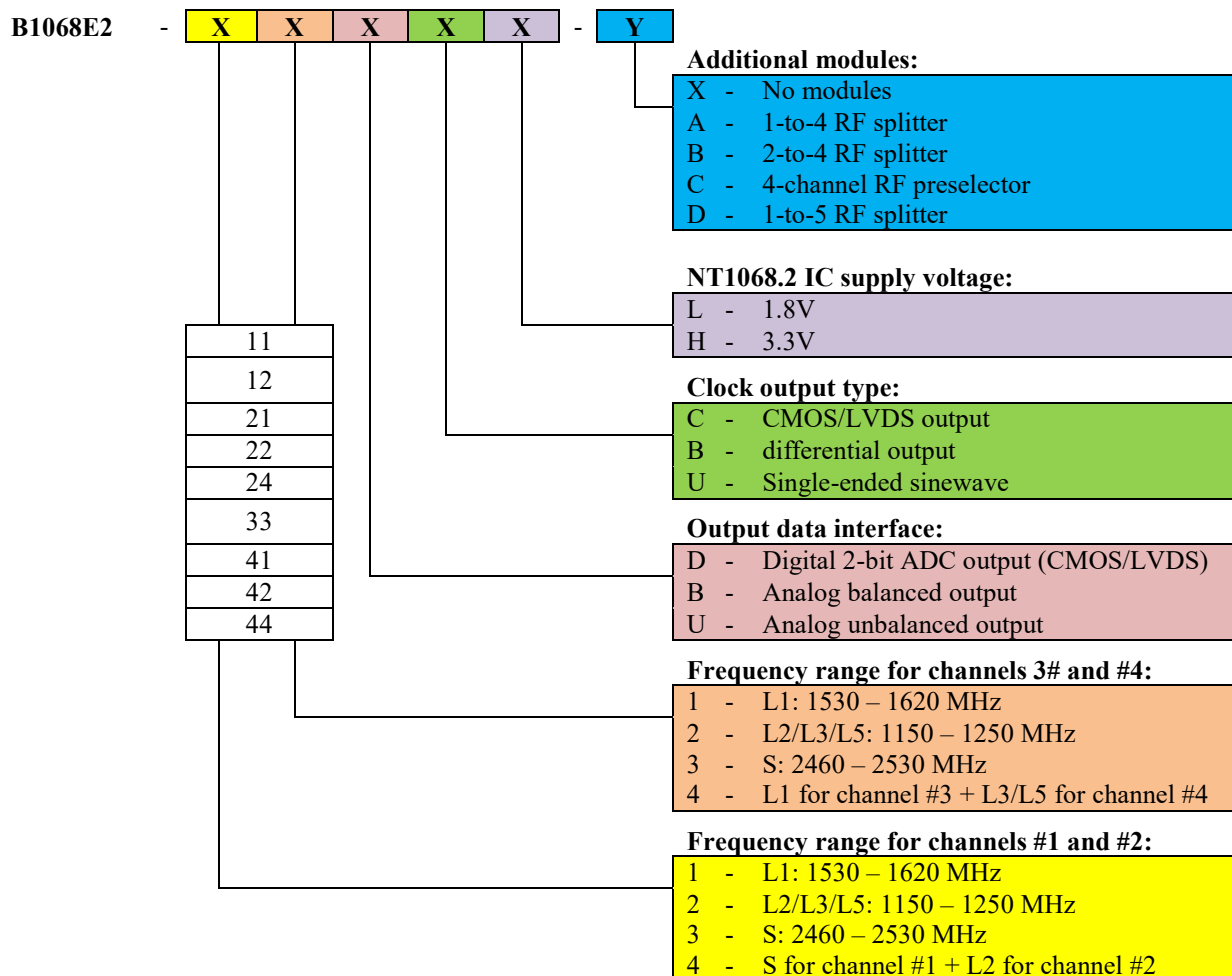 B1068E2 - X X X X X - Y
Additional modules:
X - No modules
A - 1-to-4 RF splitter
B - 2-to-4 RF splitter
C - 4-channel RF preselector
D - 1-to-5 RF splitter
NT1068.2 IC supply voltage:
L - 1.8V
H - 3.3V
11
12
21
22
24
33
41
42
44
Clock output type:
C - CMOS/LVDS output
B - differential output
U - Single-ended sinewave
Output data interface:
D - Digital 2-bit ADC output (CMOS/LVDS)
B - Analog balanced output
U - Analog unbalanced output
Frequency range for channels 3# and #4:
1 - L1: 1530 – 1620 MHz
2 - L2/L3/L5: 1150 – 1250 MHz
3 - S: 2460 – 2530 MHz
4 - L1 for channel #3 + L3/L5 for channel #4
Frequency range for channels #1 and #2:
1 - L1: 1530 – 1620 MHz
2 - L2/L3/L5: 1150 – 1250 MHz
3 - S: 2460 – 2530 MHz
4 - S for channel #1 + L2 for channel #2